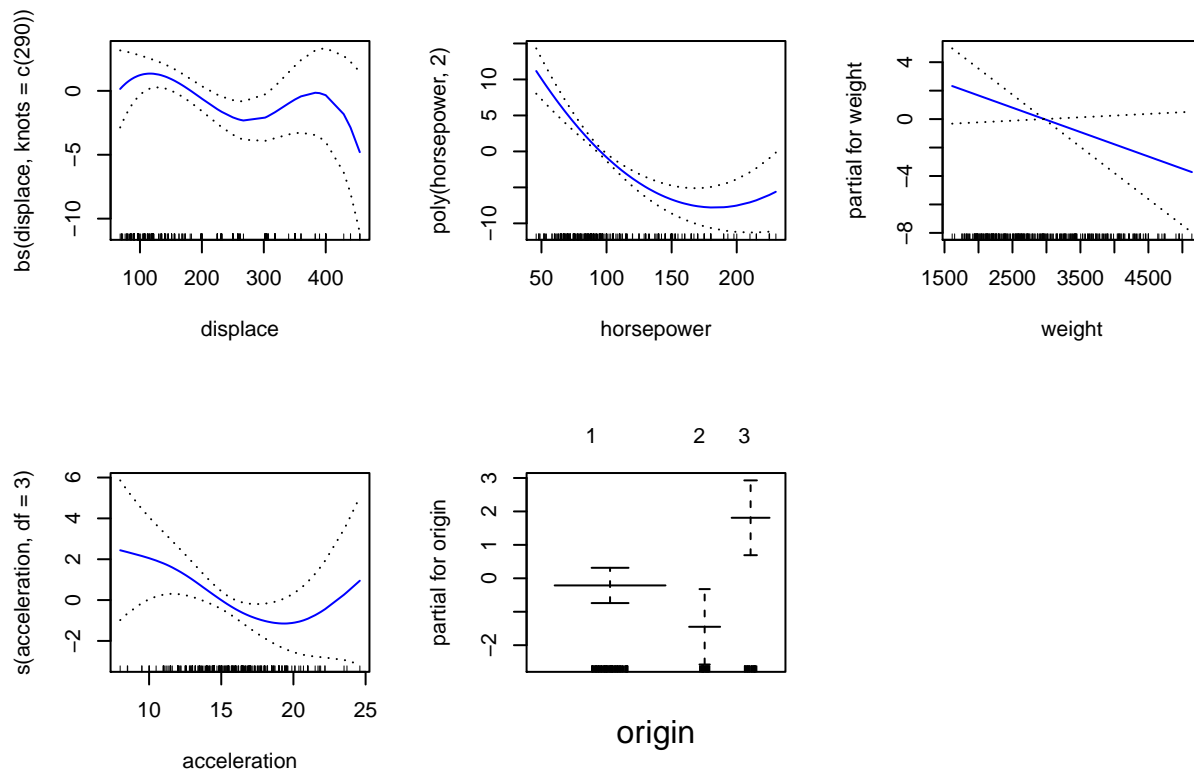 bs(displace, knots = c(290))
0
−5
−10
100 200 300 400
displace
poly(horsepower, 2)
10
5
0
−10
50 100 150 200
horsepower
partial for weight
4
0
−4
−8
1500 2500 3500 4500
weight
s(acceleration, df = 3)
6
4
2
0
−2
10 15 20 25
acceleration
1 2 3
partial for origin
3
2
1
0
−2
origin